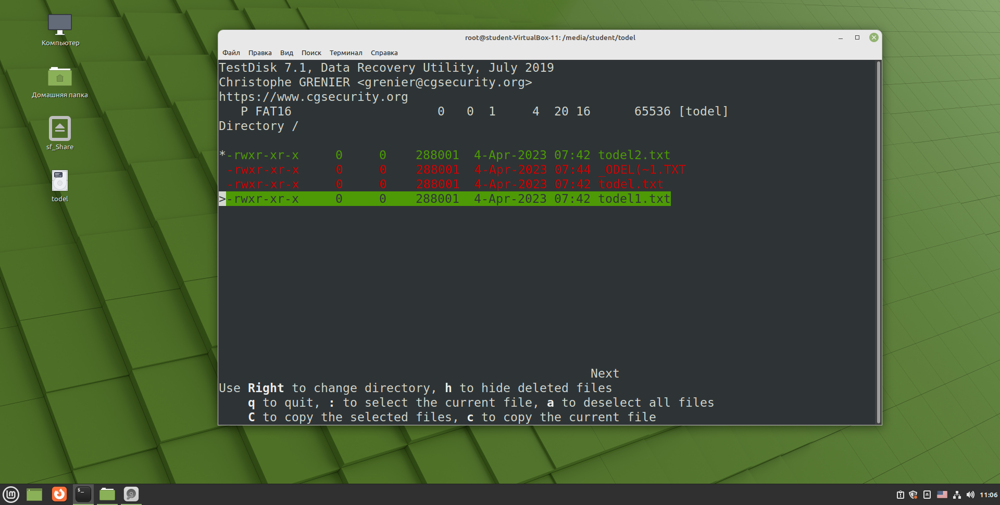 Компьютер
Домашняя папка
sf_Share
todel
root@student-VirtualBox-11: /media/student/todel
Файл Правка Вид Поиск Терминал Справка
TestDisk 7.1, Data Recovery Utility, July 2019
Christophe GRENIER <grenier@cgsecurity.org>
https://www.cgsecurity.org
   P FAT16                    0   0  1     4  20 16      65536 [todel]
Directory /
*-rwxr-xr-x     0     0    288001  4-Apr-2023 07:42 todel2.txt
 -rwxr-xr-x     0     0    288001  4-Apr-2023 07:44 _ODEL(~1.TXT
 -rwxr-xr-x     0     0    288001  4-Apr-2023 07:42 todel.txt
>-rwxr-xr-x     0     0    288001  4-Apr-2023 07:42 todel1.txt
Next
Use Right to change directory, h to hide deleted files
    q to quit, : to select the current file, a to deselect all files
    C to copy the selected files, c to copy the current file
$_
11:06